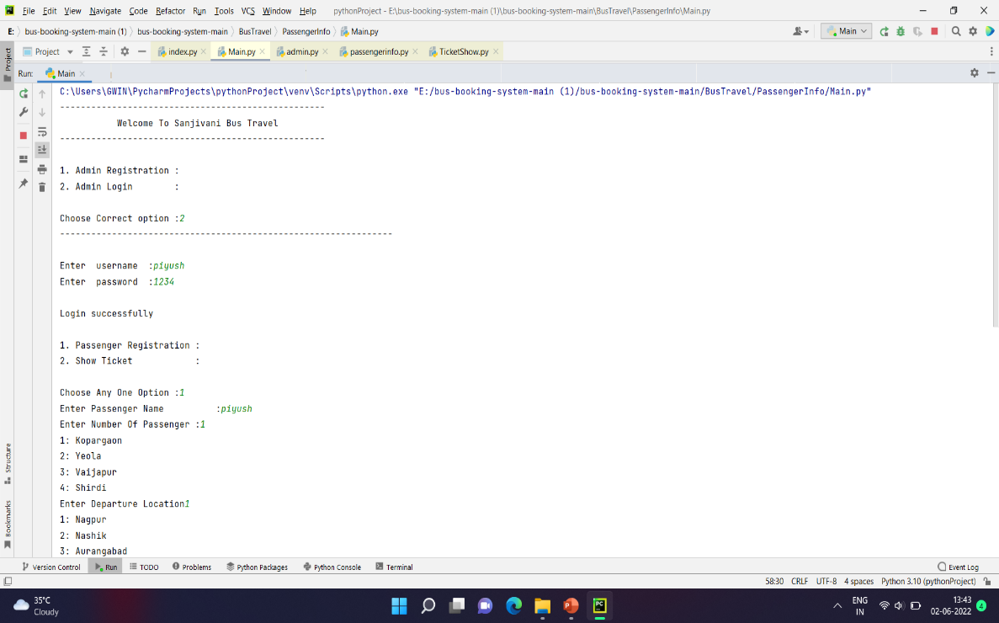 File Edit View Navigate Code Refactor Run Tools VCS Window Help pythonProject - E:\bus-booking-system-main (1)\bus-booking-system-main\BusTravel\PassengerInfo\Main.py
E: bus-booking-system-main (1) bus-booking-system-main BusTravel PassengerInfo Main.py Main
Project index.py Main.py admin.py passengerinfo.py TicketShow.py
Project
Run: Main
C:\Users\GWIN\PycharmProjects\pythonProject\venv\Scripts\python.exe "E:/bus-booking-system-main (1)/bus-booking-system-main/BusTravel/PassengerInfo/Main.py"
---------------------------------------------------
Welcome To Sanjivani Bus Travel
---------------------------------------------------
1. Admin Registration :
2. Admin Login        :
Choose Correct option :2
----------------------------------------------------------------
Enter  username  :piyush
Enter  password  :1234
Login successfully
1. Passenger Registration :
2. Show Ticket            :
Choose Any One Option :1
Enter Passenger Name          :piyush
Enter Number Of Passenger :1
1: Kopargaon
2: Yeola
3: Vaijapur
4: Shirdi
Enter Departure Location1
1: Nagpur
2: Nashik
3: Aurangabad
Structure
Bookmarks
Version Control Run TODO Problems Python Packages Python Console Terminal Event Log
58:30 CRLF UTF-8 4 spaces Python 3.10 (pythonProject)
35°C
Cloudy
ENG
IN
13:43
02-06-2022
4